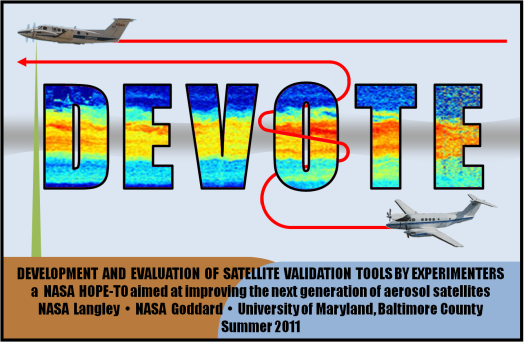 DEVOTE
DEVELOPMENT AND EVALUATION OF SATELLITE VALIDATION TOOLS BY EXPERIMENTERS
a NASA HOPE-TO aimed at improving the next generation of aerosol satellites
NASA Langley • NASA Goddard • University of Maryland, Baltimore County
Summer 2011